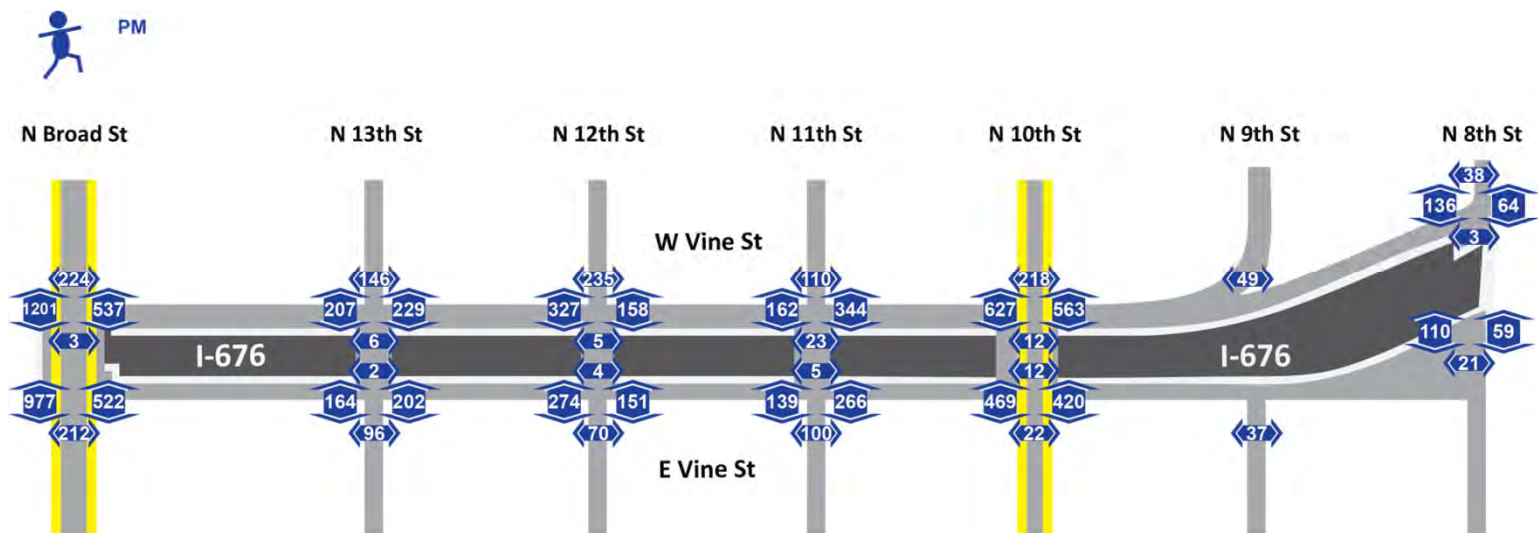 PM
N Broad St N 13th St N 12th St N 11th St N 10th St N 9th St N 8th St
38
136 64
W Vine St 3
224 146 235 110 218 49
1201 537 207 229 327 158 162 344 627 563
110 59
3 6 5 23 12
I-676 I-676
2 4 5 12 21
977 522 164 202 274 151 139 266 469 420
212 96 70 100 22 37
E Vine St